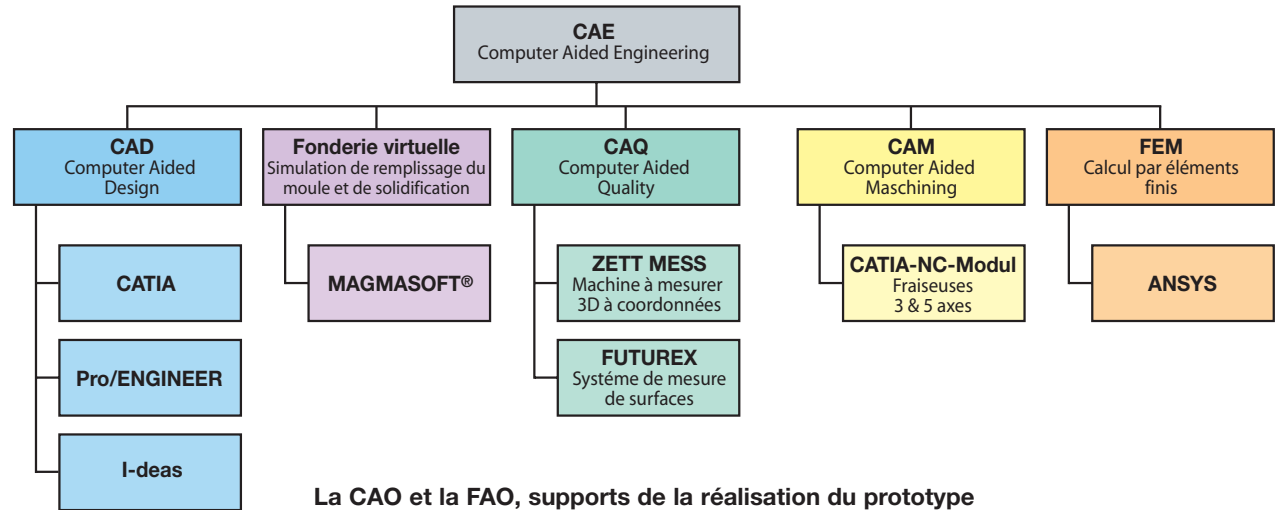 CAE
Computer Aided Engineering
CAD
Computer Aided
Design
Fonderie virtuelle
Simulation de remplissage du
moule et de solidification
CAQ
Computer Aided
Quality
CAM
Computer Aided
Maschining
FEM
Calcul par éléments
finis
CATIA
MAGMASOFT®
ZETT MESS
Machine à mesurer
3D à coordonnées
CATIA-NC-Modul
Fraiseuses
3 & 5 axes
ANSYS
Pro/ENGINEER
FUTUREX
Systéme de mesure
de surfaces
I-deas
La CAO et la FAO, supports de la réalisation du prototype